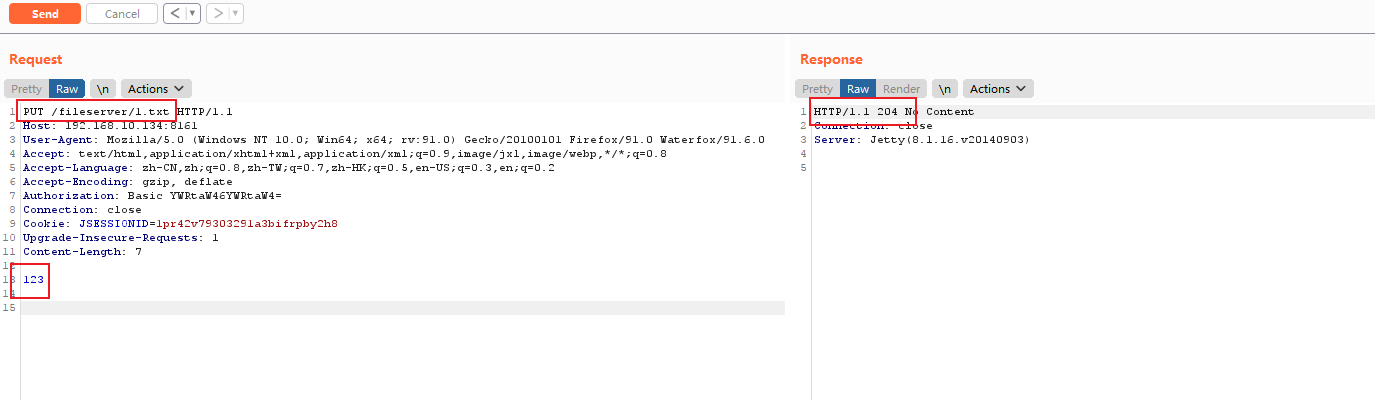 Send Cancel < >
Request
Pretty Raw \n Actions
1 PUT /fileserver/1.txt HTTP/1.1
2 Host: 192.168.10.134:8161
3 User-Agent: Mozilla/5.0 (Windows NT 10.0; Win64; x64; rv:91.0) Gecko/20100101 Firefox/91.0 Waterfox/91.6.0
4 Accept: text/html,application/xhtml+xml,application/xml;q=0.9,image/jxl,image/webp,*/*;q=0.8
5 Accept-Language: zh-CN,zh;q=0.8,zh-TW;q=0.7,zh-HK;q=0.5,en-US;q=0.3,en;q=0.2
6 Accept-Encoding: gzip, deflate
7 Authorization: Basic YWRtaW46YWRtaW4=
8 Connection: close
9 Cookie: JSESSIONID=1pr42v79303291a3bifrpby2h8
10 Upgrade-Insecure-Requests: 1
11 Content-Length: 7
12
13 123
14
15
Response
Pretty Raw Render \n Actions
1 HTTP/1.1 204 No Content
2 Connection: close
3 Server: Jetty(8.1.16.v20140903)
4
5